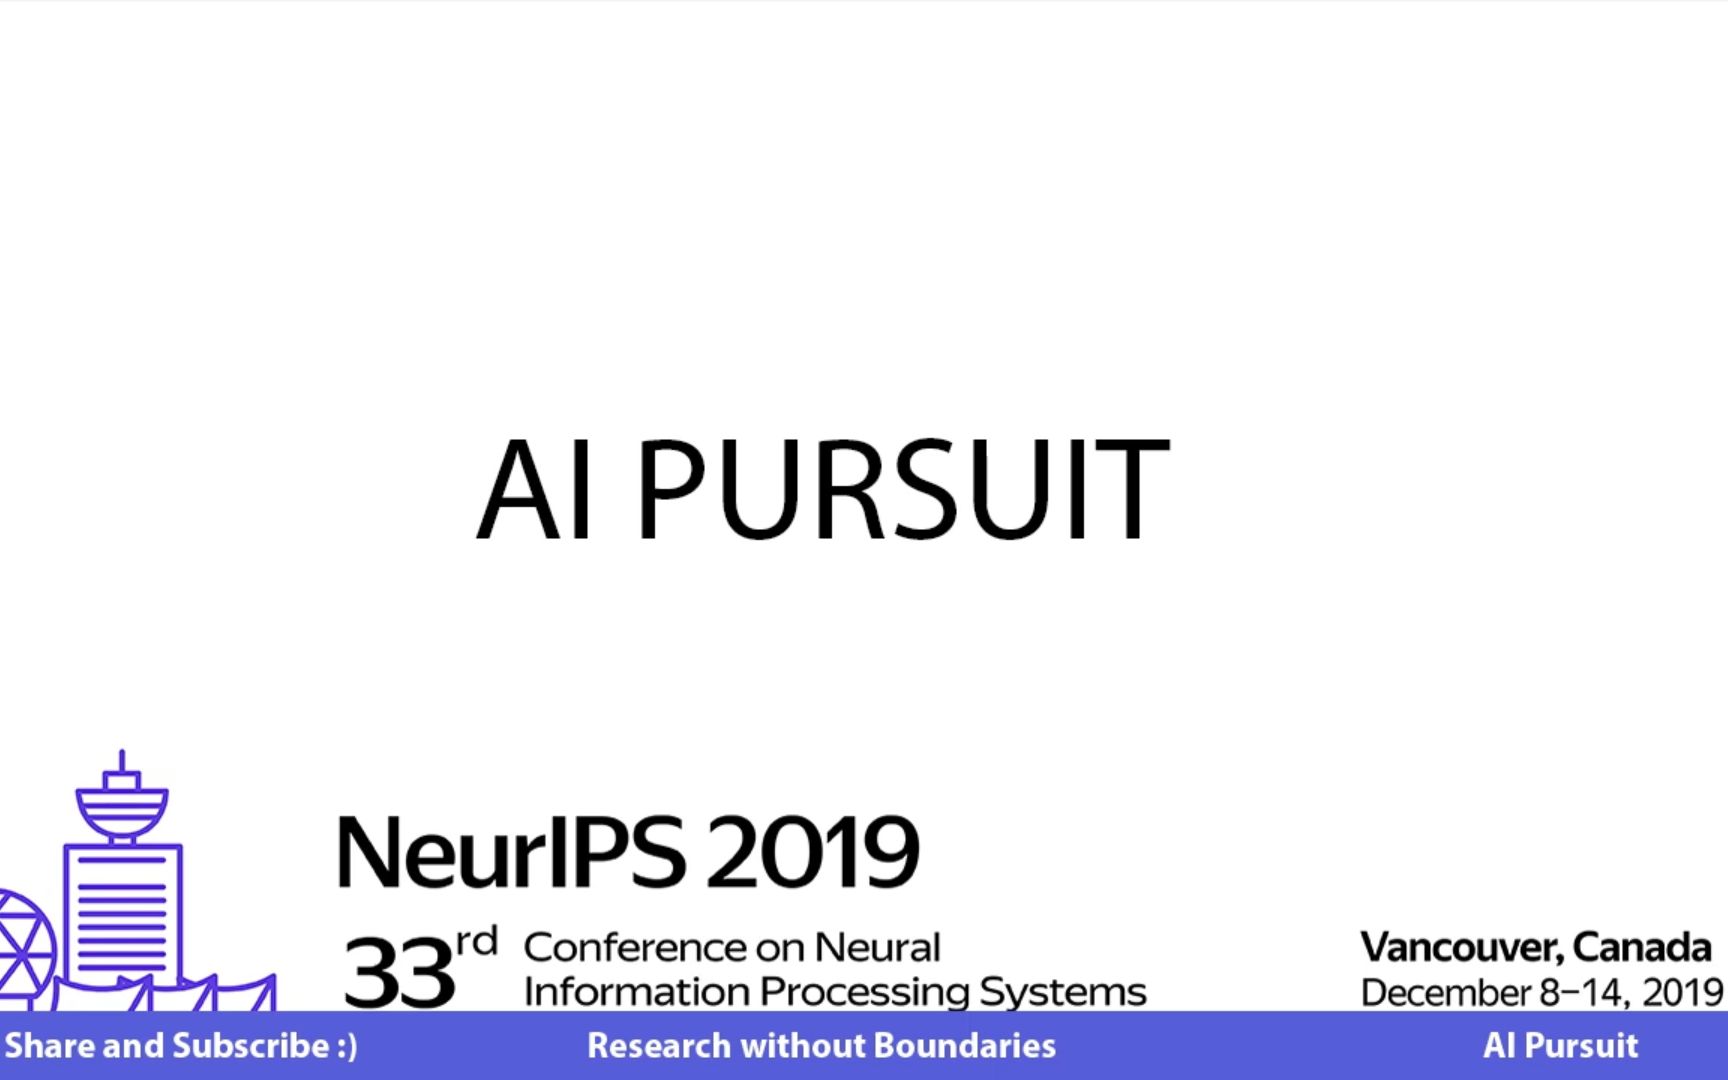 AI PURSUIT
NeurIPS 2019
33rd
Conference on Neural
Information Processing Systems
Vancouver, Canada
December 8–14, 2019
Share and Subscribe :)
Research without Boundaries
AI Pursuit